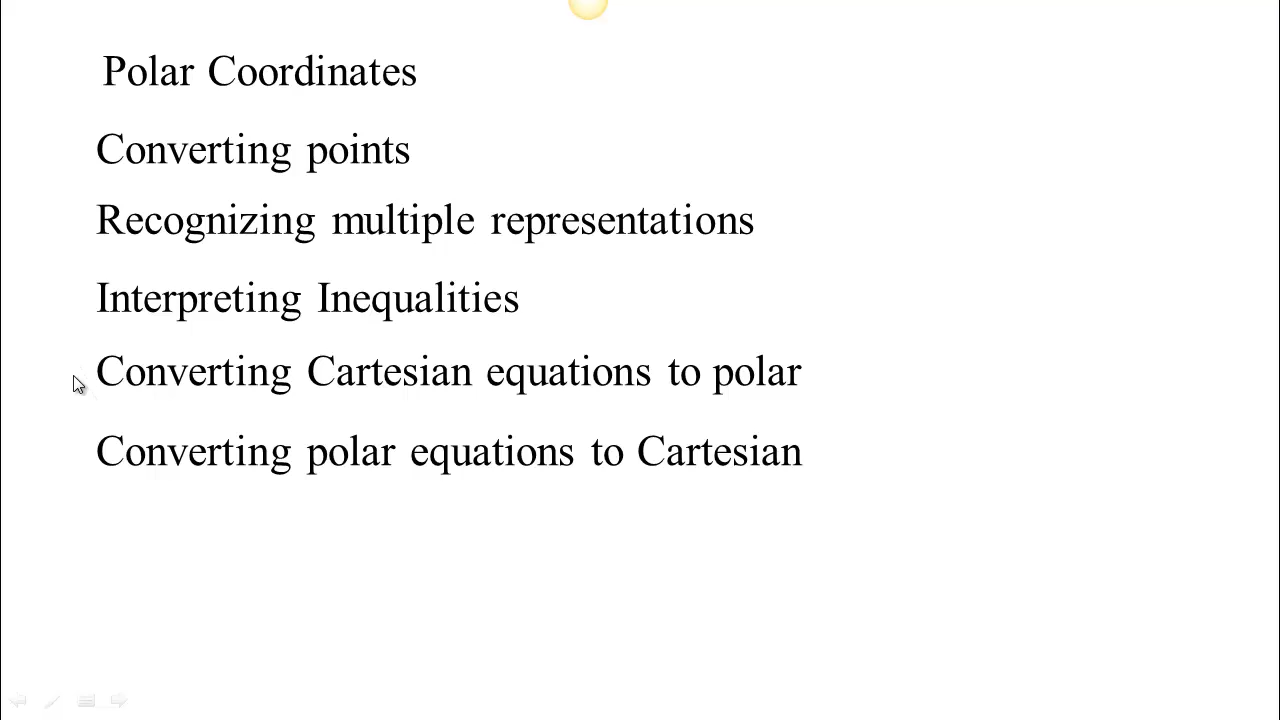 Polar Coordinates
Converting points
Recognizing multiple representations
Interpreting Inequalities
Converting Cartesian equations to polar
Converting polar equations to Cartesian